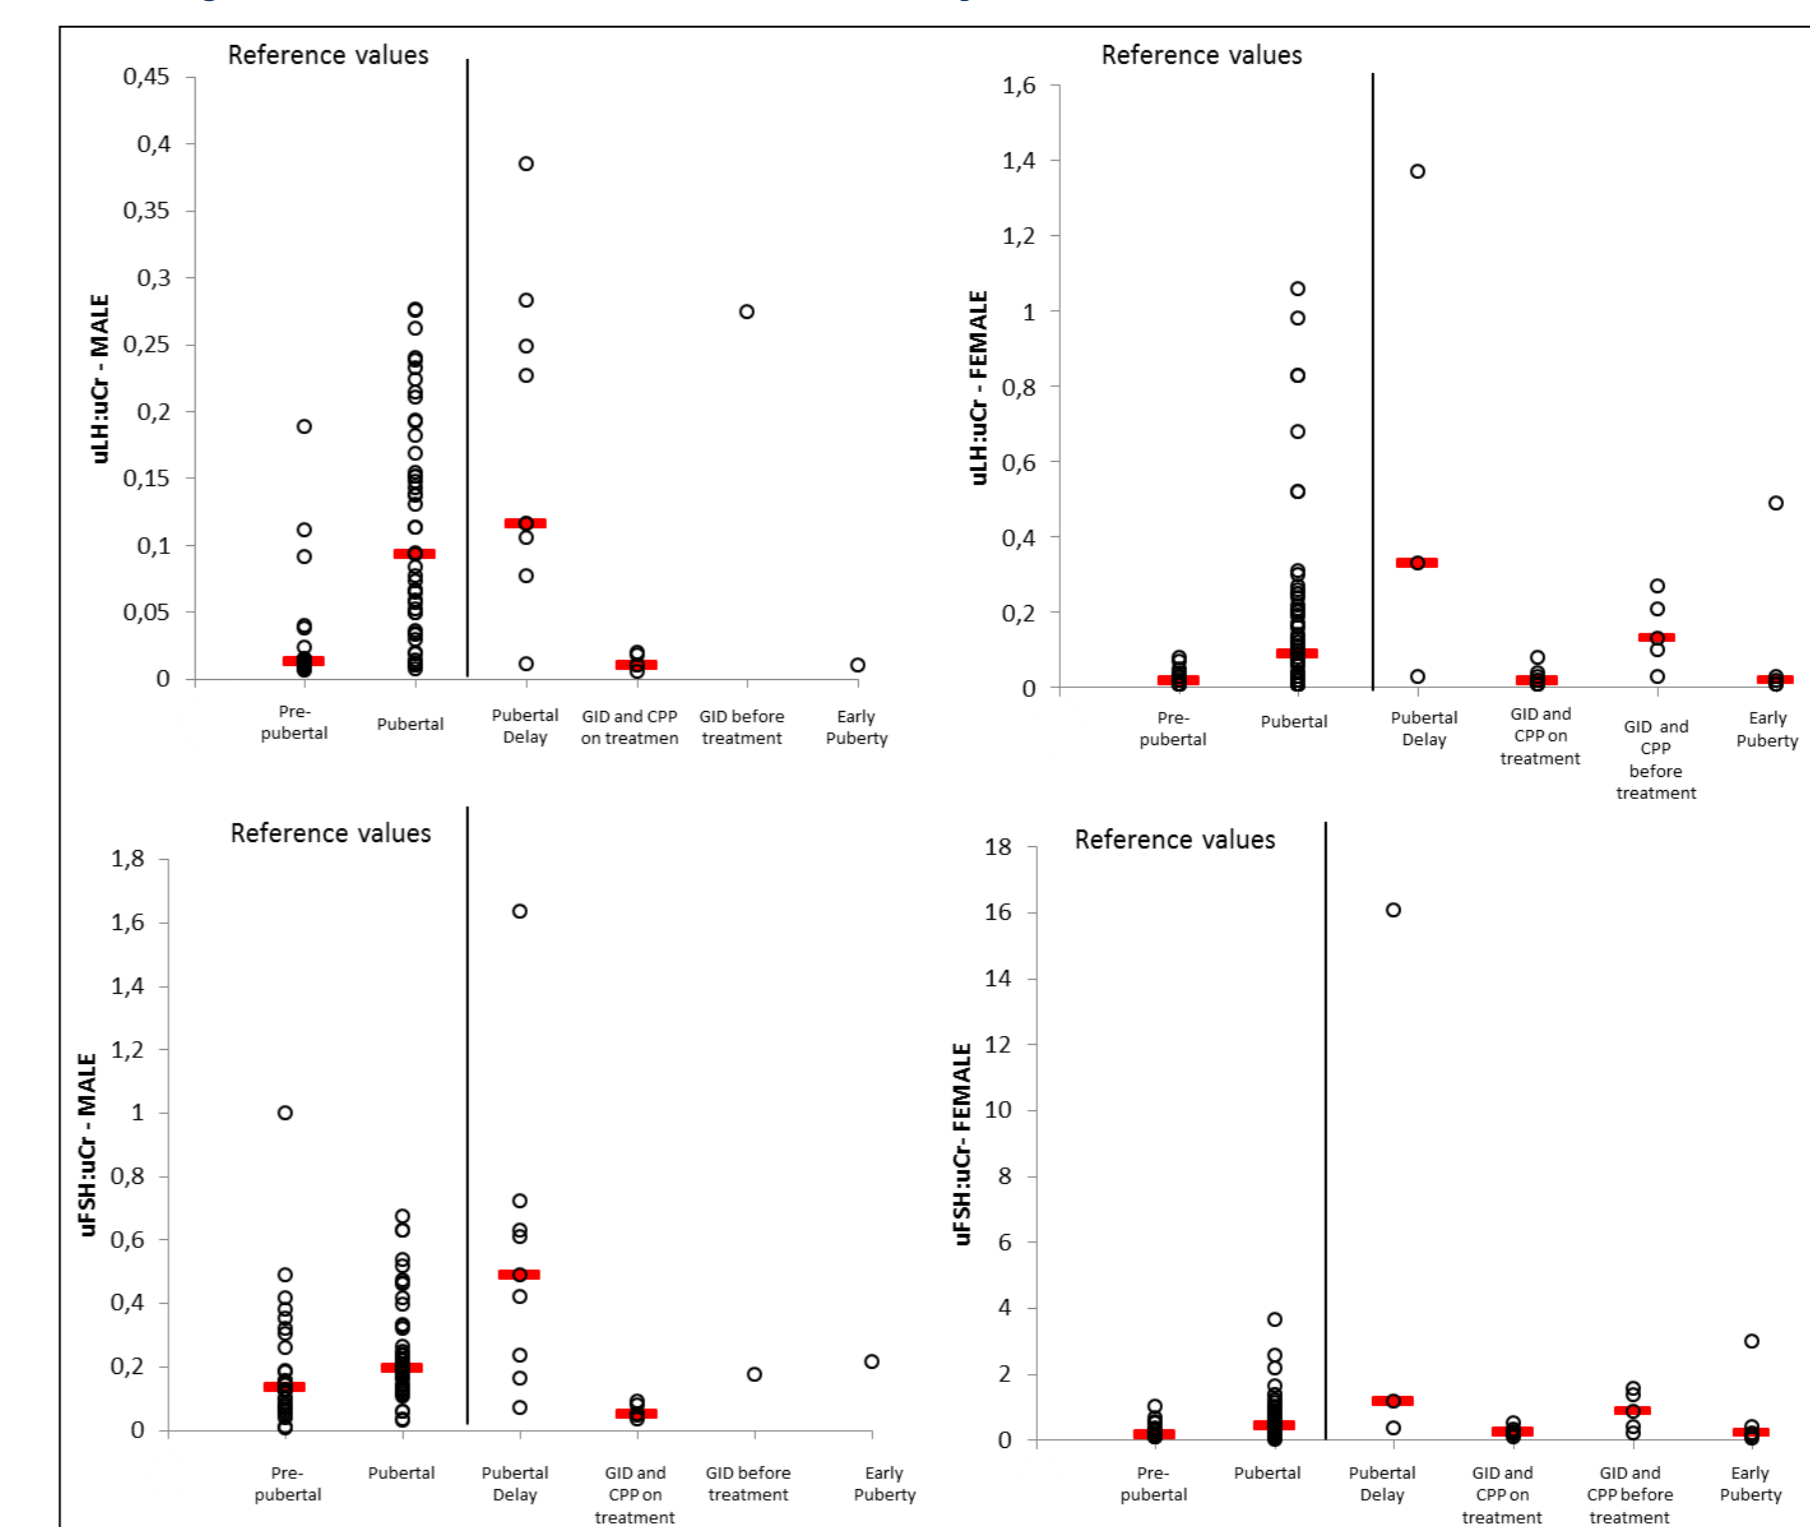 Reference values
0,45
0,4
0,35
0,3
0,25
0,2
0,15
0,1
0,05
0
uLH:uCr - MALE
Pre-
pubertal
Pubertal
Pubertal
Delay
GID and CPP
on treatmen
GID before
treatment
Early
Puberty
Reference values
1,6
1,4
1,2
1
0,8
0,6
0,4
0,2
0
uLH:uCr - FEMALE
Pre-
pubertal
Pubertal
Pubertal
Delay
GID and
CPP on
treatment
GID and
CPP
before
treatment
Early
Puberty
Reference values
1,8
1,6
1,4
1,2
1
0,8
0,6
0,4
0,2
0
uFSH:uCr - MALE
Pre-
pubertal
Pubertal
Pubertal
Delay
GID and
CPP on
treatment
GID before
treatment
Early
Puberty
Reference values
18
16
14
12
10
8
6
4
2
0
uFSH:uCr- FEMALE
Pre-
pubertal
Pubertal
Pubertal
Delay
GID and
CPP on
treatment
GID and
CPP before
treatment
Early
Puberty